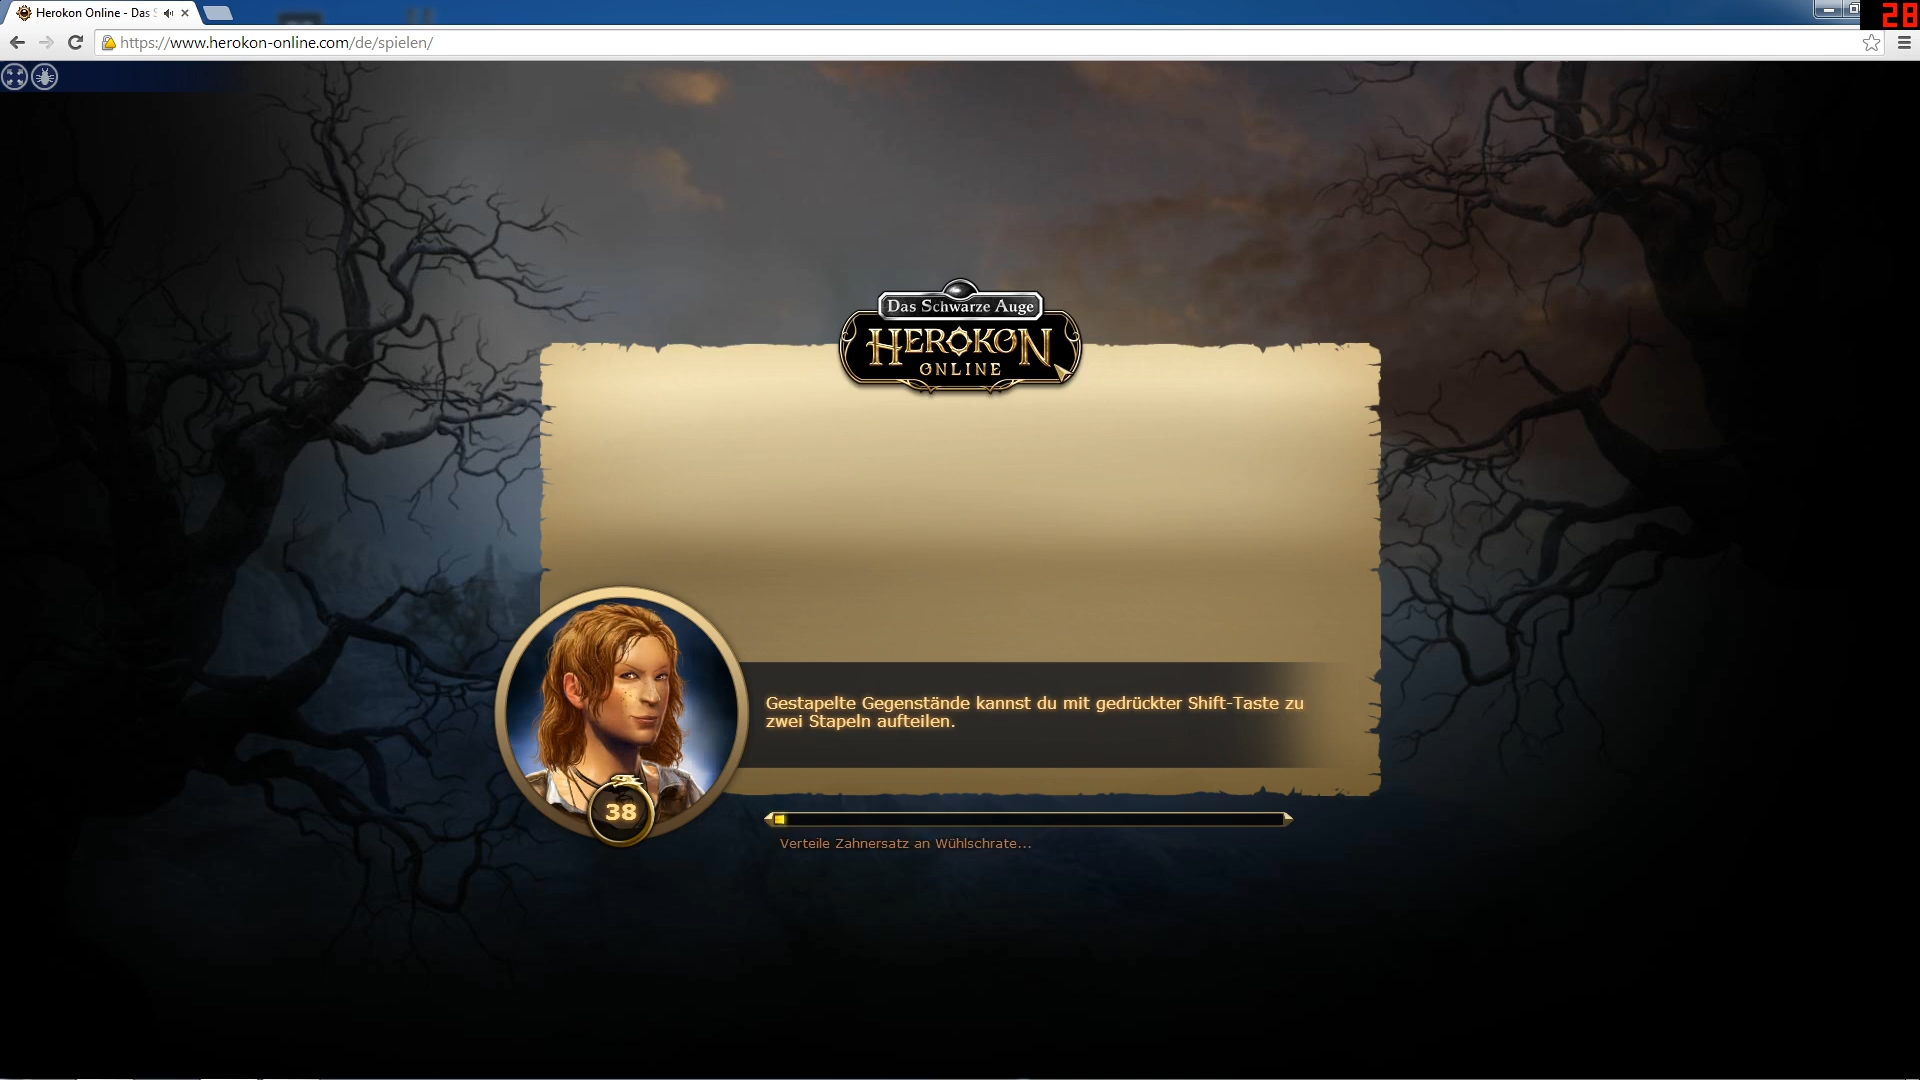 Herokon Online - Das S
28
https://www.herokon-online.com/de/spielen/
Das Schwarze Auge
HEROKON
ONLINE
Gestapelte Gegenstände kannst du mit gedrückter Shift-Taste zu
zwei Stapeln aufteilen.
38
Verteile Zahnersatz an Wühlschrate...